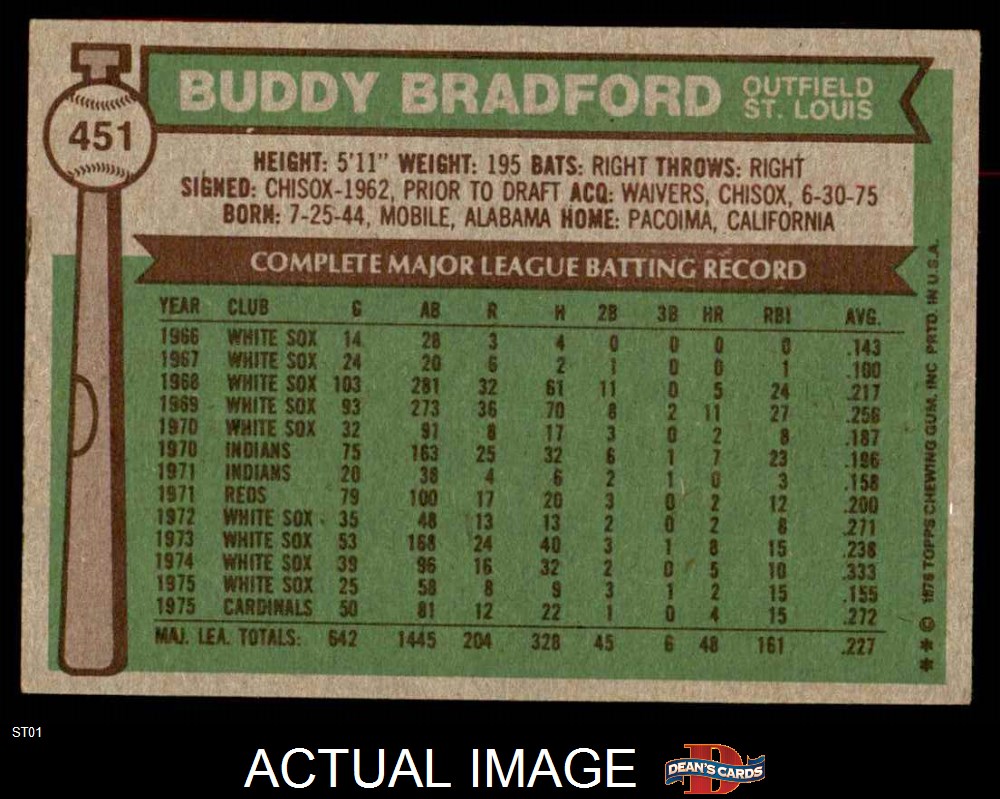 BUDDY BRADFORD
OUTFIELD
ST. LOUIS
451
HEIGHT: 5'11" WEIGHT: 195 BATS: RIGHT THROWS: RIGHT
SIGNED: CHISOX-1962, PRIOR TO DRAFT ACQ: WAIVERS, CHISOX, 6-30-75
BORN: 7-25-44, MOBILE, ALABAMA HOME: PACOIMA, CALIFORNIA
COMPLETE MAJOR LEAGUE BATTING RECORD
YEAR CLUB G AB R H 2B 3B HR RBI AVG.
1966 WHITE SOX 14 28 3 4 0 0 0 0 .143
1967 WHITE SOX 24 20 6 2 1 0 0 1 .100
1968 WHITE SOX 103 281 32 61 11 0 5 24 .217
1969 WHITE SOX 93 273 36 70 8 2 11 27 .256
1970 WHITE SOX 32 91 8 17 3 0 2 8 .187
1970 INDIANS 75 163 25 32 6 1 7 23 .196
1971 INDIANS 20 38 4 6 2 1 0 3 .158
1971 REDS 79 100 17 20 3 0 2 12 .200
1972 WHITE SOX 35 48 13 13 2 0 2 8 .271
1973 WHITE SOX 53 168 24 40 3 1 8 15 .238
1974 WHITE SOX 39 96 16 32 2 0 5 10 .333
1975 WHITE SOX 25 58 8 9 3 1 2 15 .155
1975 CARDINALS 50 81 12 22 1 0 4 15 .272
MAJ. LEA. TOTALS: 642 1445 204 328 45 6 48 161 .227
** © 1976 TOPPS CHEWING GUM, INC PRTD. IN U.S.A.
ST01
ACTUAL IMAGE
D
DEAN'S CARDS